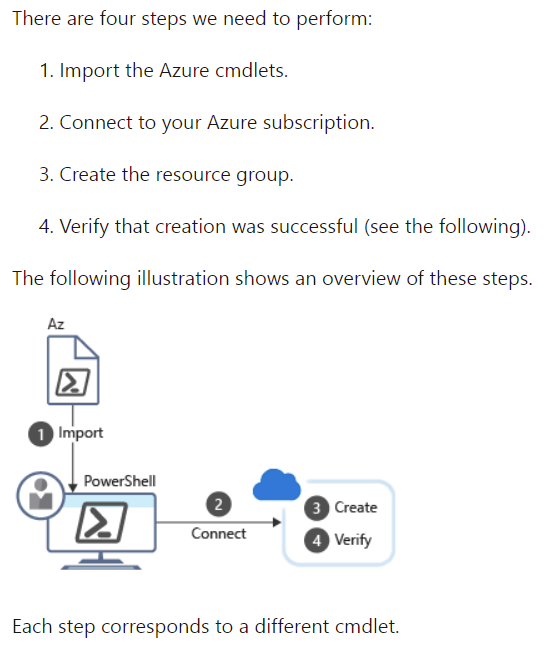 There are four steps we need to perform:
1. Import the Azure cmdlets.
2. Connect to your Azure subscription.
3. Create the resource group.
4. Verify that creation was successful (see the following).
The following illustration shows an overview of these steps.
Az
1 Import
PowerShell
2
Connect
3 Create
4 Verify
Each step corresponds to a different cmdlet.